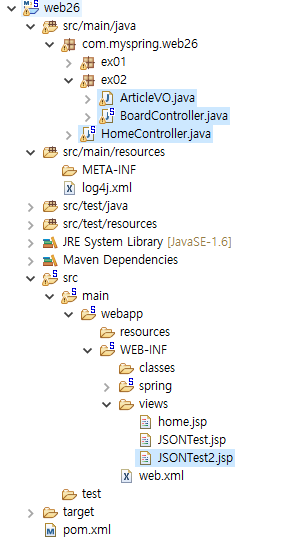 web26
src/main/java
com.myspring.web26
ex01
ex02
ArticleVO.java
BoardController.java
HomeController.java
src/main/resources
META-INF
log4j.xml
src/test/java
src/test/resources
JRE System Library [JavaSE-1.6]
Maven Dependencies
src
main
webapp
resources
WEB-INF
classes
spring
views
home.jsp
JSONTest.jsp
JSONTest2.jsp
web.xml
test
target
pom.xml